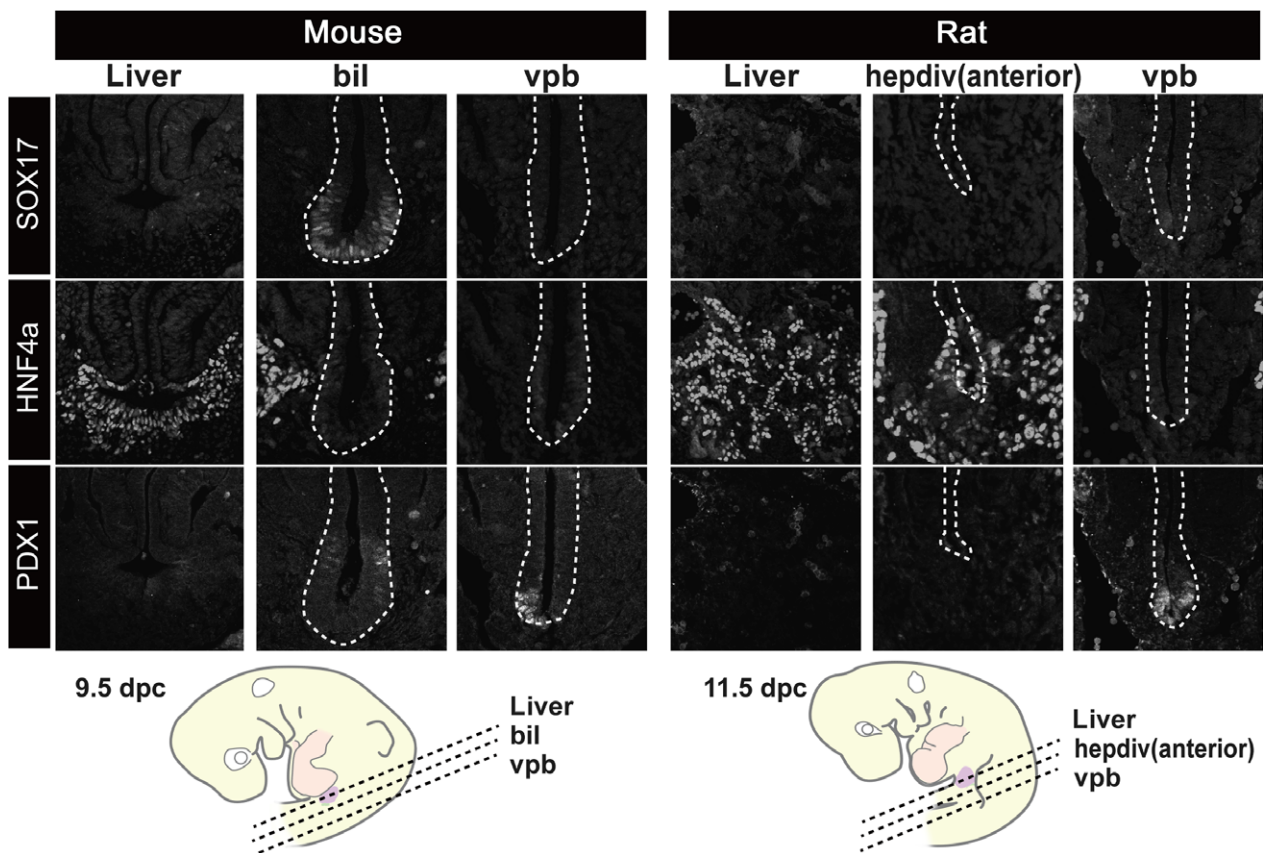 Mouse
Rat
Liver bil vpb
Liver hepdiv(anterior) vpb
SOX17
HNF4a
PDX1
9.5 dpc
Liver
bil
vpb
11.5 dpc
Liver
hepdiv(anterior)
vpb